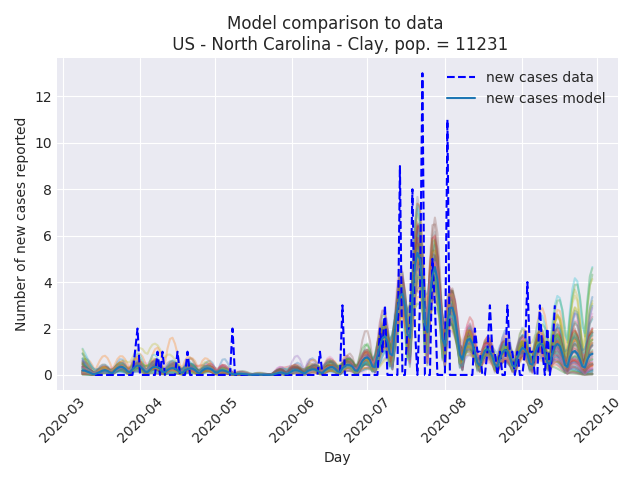 Model comparison to data
US - North Carolina - Clay, pop. = 11231
new cases data
new cases model
Number of new cases reported
12
10
8
6
4
2
0
2020-03
2020-04
2020-05
2020-06
2020-07
2020-08
2020-09
2020-10
Day